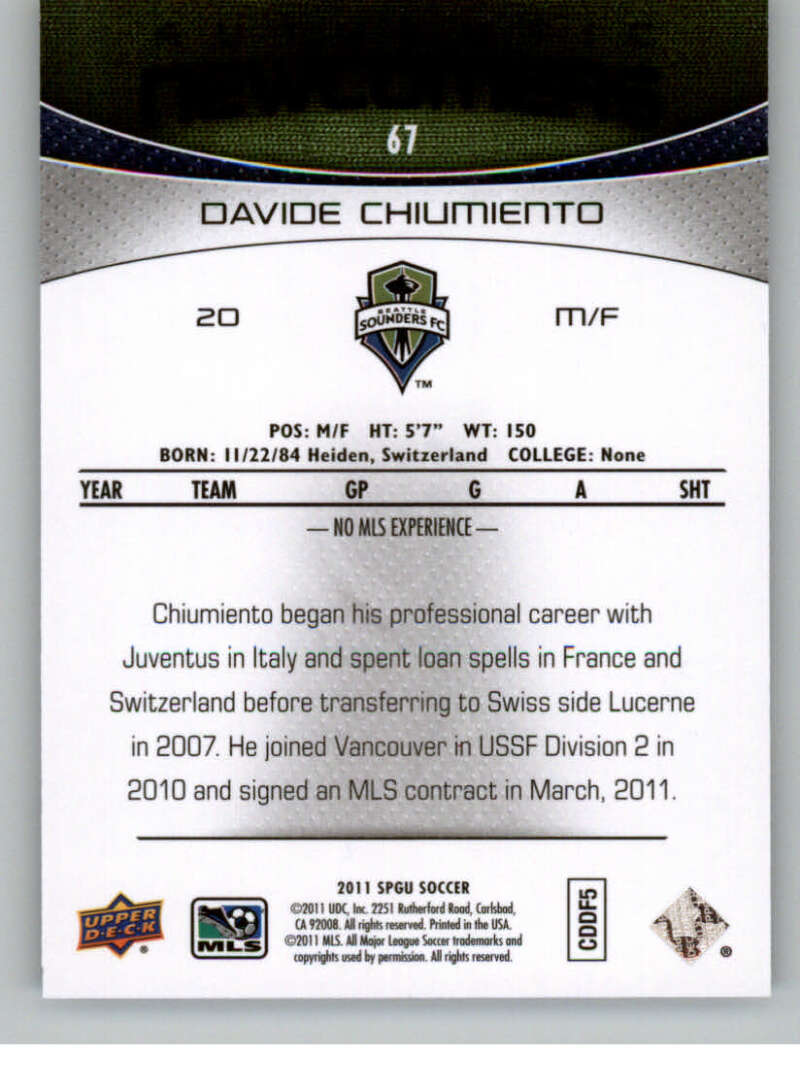 newcomers
67
DAVIDE CHIUMIENTO
20
SEATTLE
SOUNDERS FC
TM
M/F
POS: M/F HT: 5'7" WT: 150
BORN: 11/22/84 Heiden, Switzerland COLLEGE: None
YEAR TEAM GP G A SHT
— NO MLS EXPERIENCE —
Chiumiento began his professional career with
Juventus in Italy and spent loan spells in France and
Switzerland before transferring to Swiss side Lucerne
in 2007. He joined Vancouver in USSF Division 2 in
2010 and signed an MLS contract in March, 2011.
UPPER
D·E·C·K
®
MLS
2011 SPGU SOCCER
©2011 UDC, Inc. 2251 Rutherford Road, Carlsbad,
CA 92008. All rights reserved. Printed in the USA.
©2011 MLS. All Major League Soccer trademarks and
copyrights used by permission. All rights reserved.
CDDF5
®